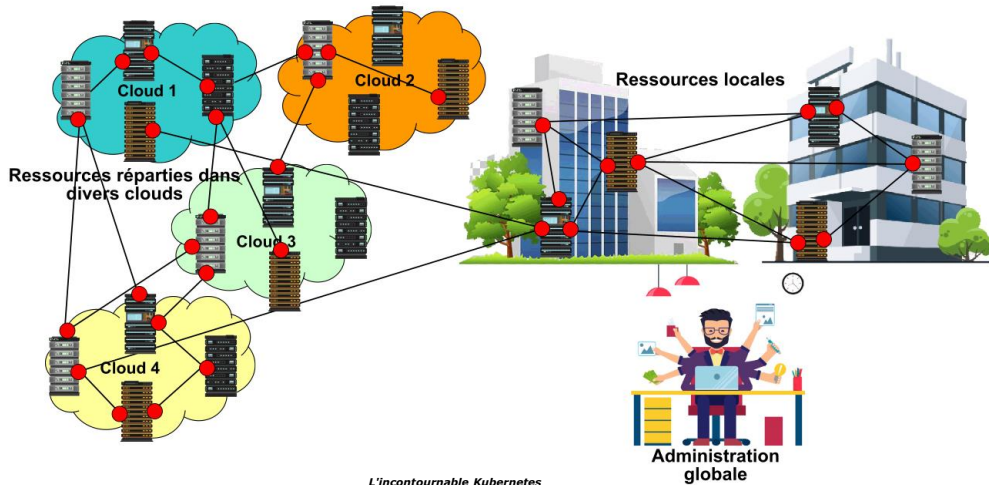 Cloud 1
Cloud 2
Ressources locales
Ressources réparties dans
divers clouds
Cloud 3
Cloud 4
Administration
globale
L'incontournable Kubernetes